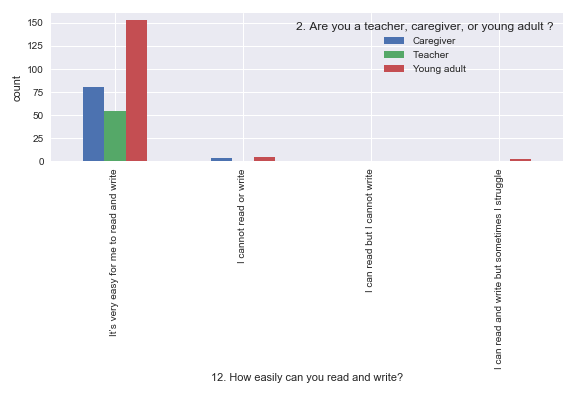 2. Are you a teacher, caregiver, or young adult ?
Caregiver
Teacher
Young adult
count
150
125
100
75
50
25
0
It's very easy for me to read and write
I cannot read or write
I can read but I cannot write
I can read and write but sometimes I struggle
12. How easily can you read and write?